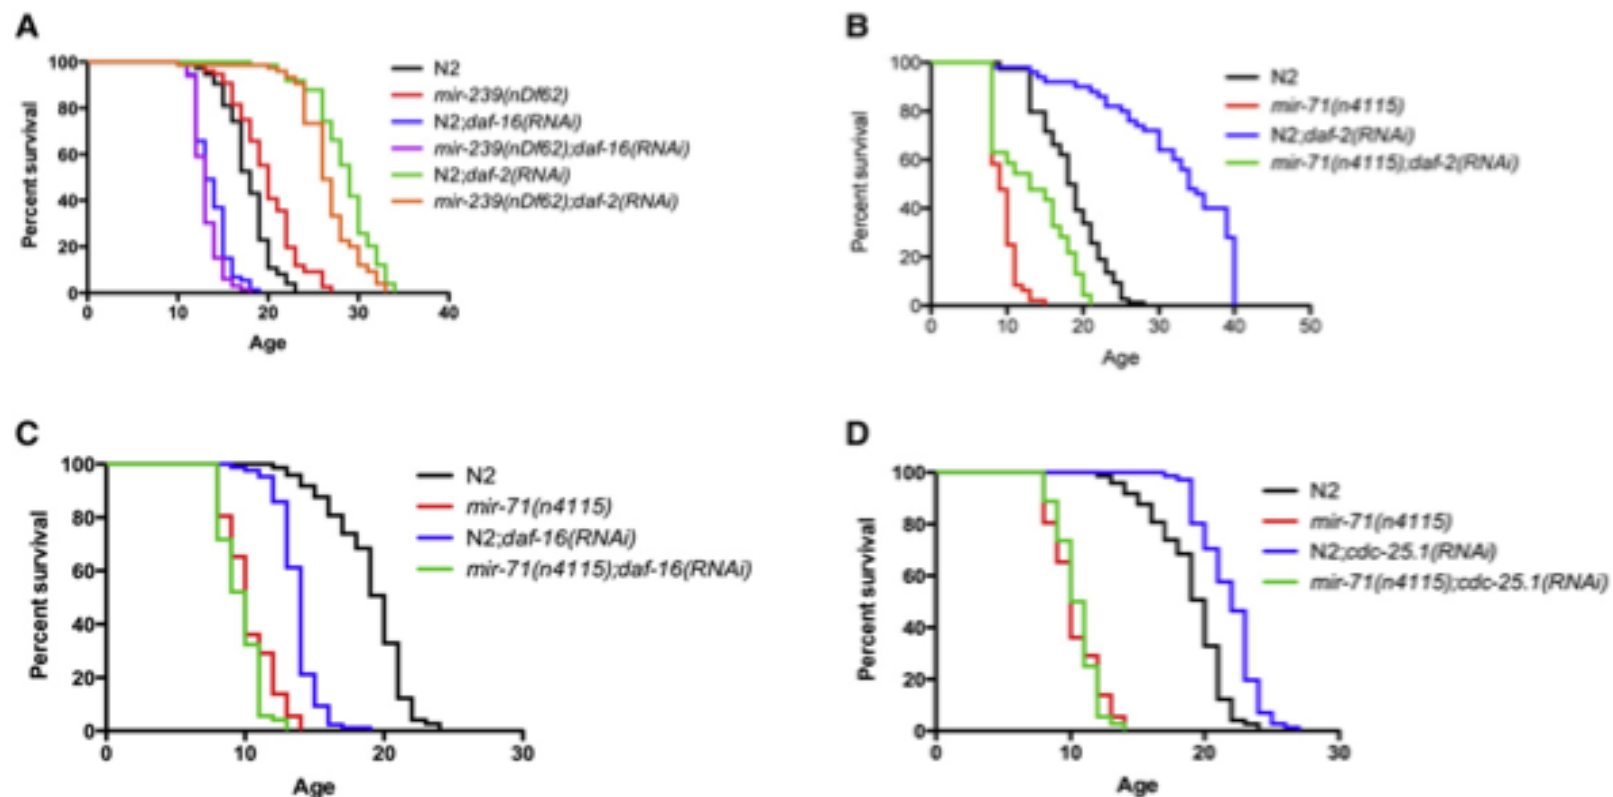 A
100
80
60
40
20
0
0 10 20 30 40
Percent survival
Age
N2
mir-239(nDf62)
N2;daf-16(RNAi)
mir-239(nDf62);daf-16(RNAi)
N2;daf-2(RNAi)
mir-239(nDf62);daf-2(RNAi)
B
100
80
60
40
20
0
0 10 20 30 40 50
Percent survival
Age
N2
mir-71(n4115)
N2;daf-2(RNAi)
mir-71(n4115);daf-2(RNAi)
C
100
80
60
40
20
0
0 10 20 30
Percent survival
Age
N2
mir-71(n4115)
N2;daf-16(RNAi)
mir-71(n4115);daf-16(RNAi)
D
100
80
60
40
20
0
0 10 20 30
Percent survival
Age
N2
mir-71(n4115)
N2;cdc-25.1(RNAi)
mir-71(n4115);cdc-25.1(RNAi)